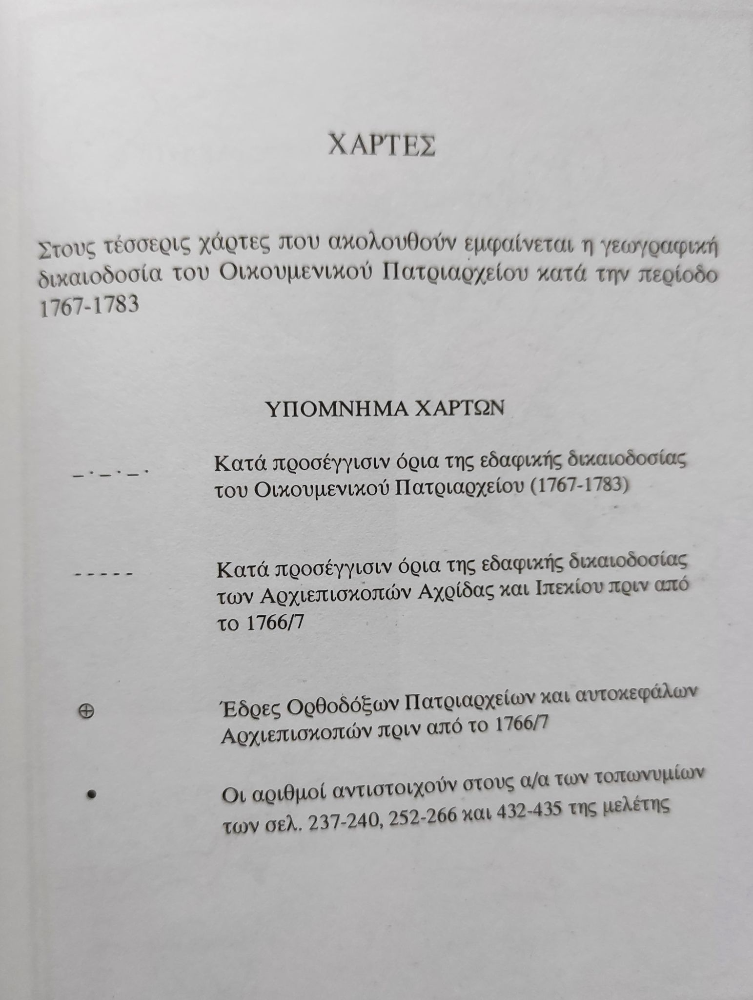 ΧΑΡΤΕΣ
Στους τέσσερις χάρτες που ακολουθούν εμφαίνεται η γεωγραφική
δικαιοδοσία του Οικουμενικού Πατριαρχείου κατά την περίοδο
1767-1783
ΥΠΟΜΝΗΜΑ ΧΑΡΤΩΝ
Κατά προσέγγισιν όρια της εδαφικής δικαιοδοσίας
του Οικουμενικού Πατριαρχείου (1767-1783)
Κατά προσέγγισιν όρια της εδαφικής δικαιοδοσίας
των Αρχιεπισκοπών Αχρίδας και Ιπεκίου πριν από
το 1766/7
Έδρες Ορθοδόξων Πατριαρχείων και αυτοκεφάλων
Αρχιεπισκοπών πριν από το 1766/7
Οι αριθμοί αντιστοιχούν στους α/α των τοπωνυμίων
των σελ. 237-240, 252-266 και 432-435 της μελέτης